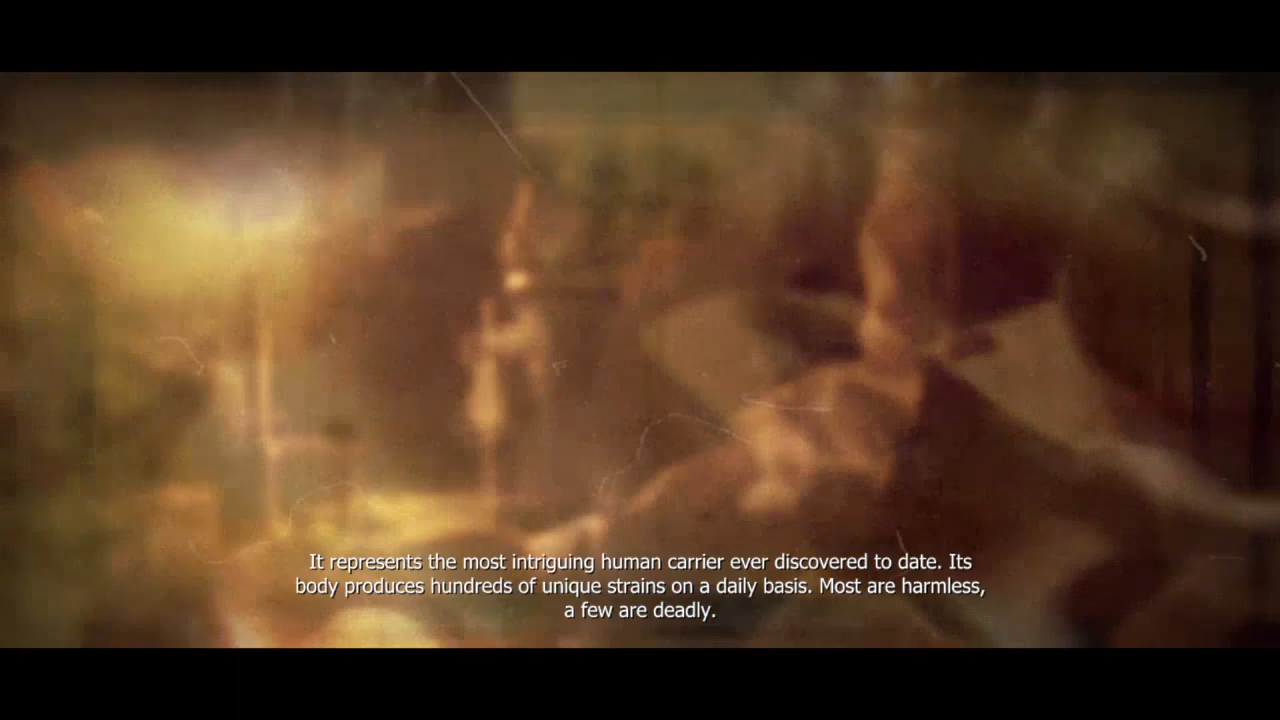 It represents the most intriguing human carrier ever discovered to date. Its
body produces hundreds of unique strains on a daily basis. Most are harmless,
a few are deadly.